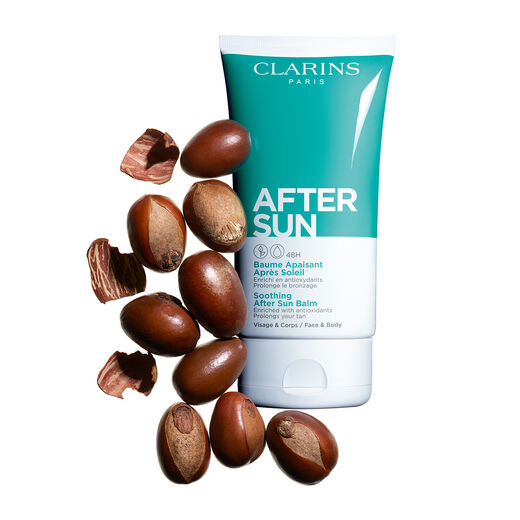 CLARINS
PARIS
AFTER
SUN
48H
Baume Apaisant
Après Soleil
Enrichi en antioxydants
Prolonge le bronzage
Soothing
After Sun Balm
Enriched with antioxidants
Prolongs your tan
Visage & Corps / Face & Body